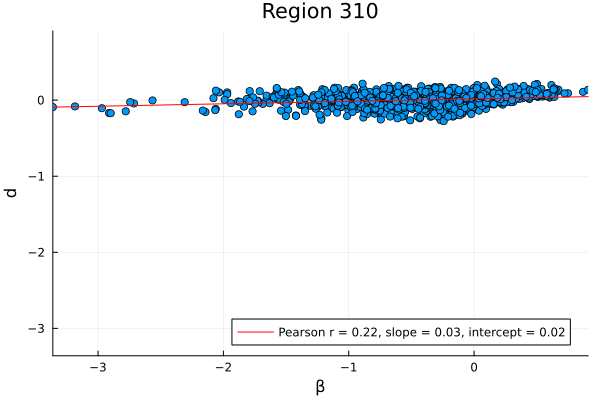 Region 310
d
0
−1
−2
−3
Pearson r = 0.22, slope = 0.03, intercept = 0.02
−3
−2
−1
0
β